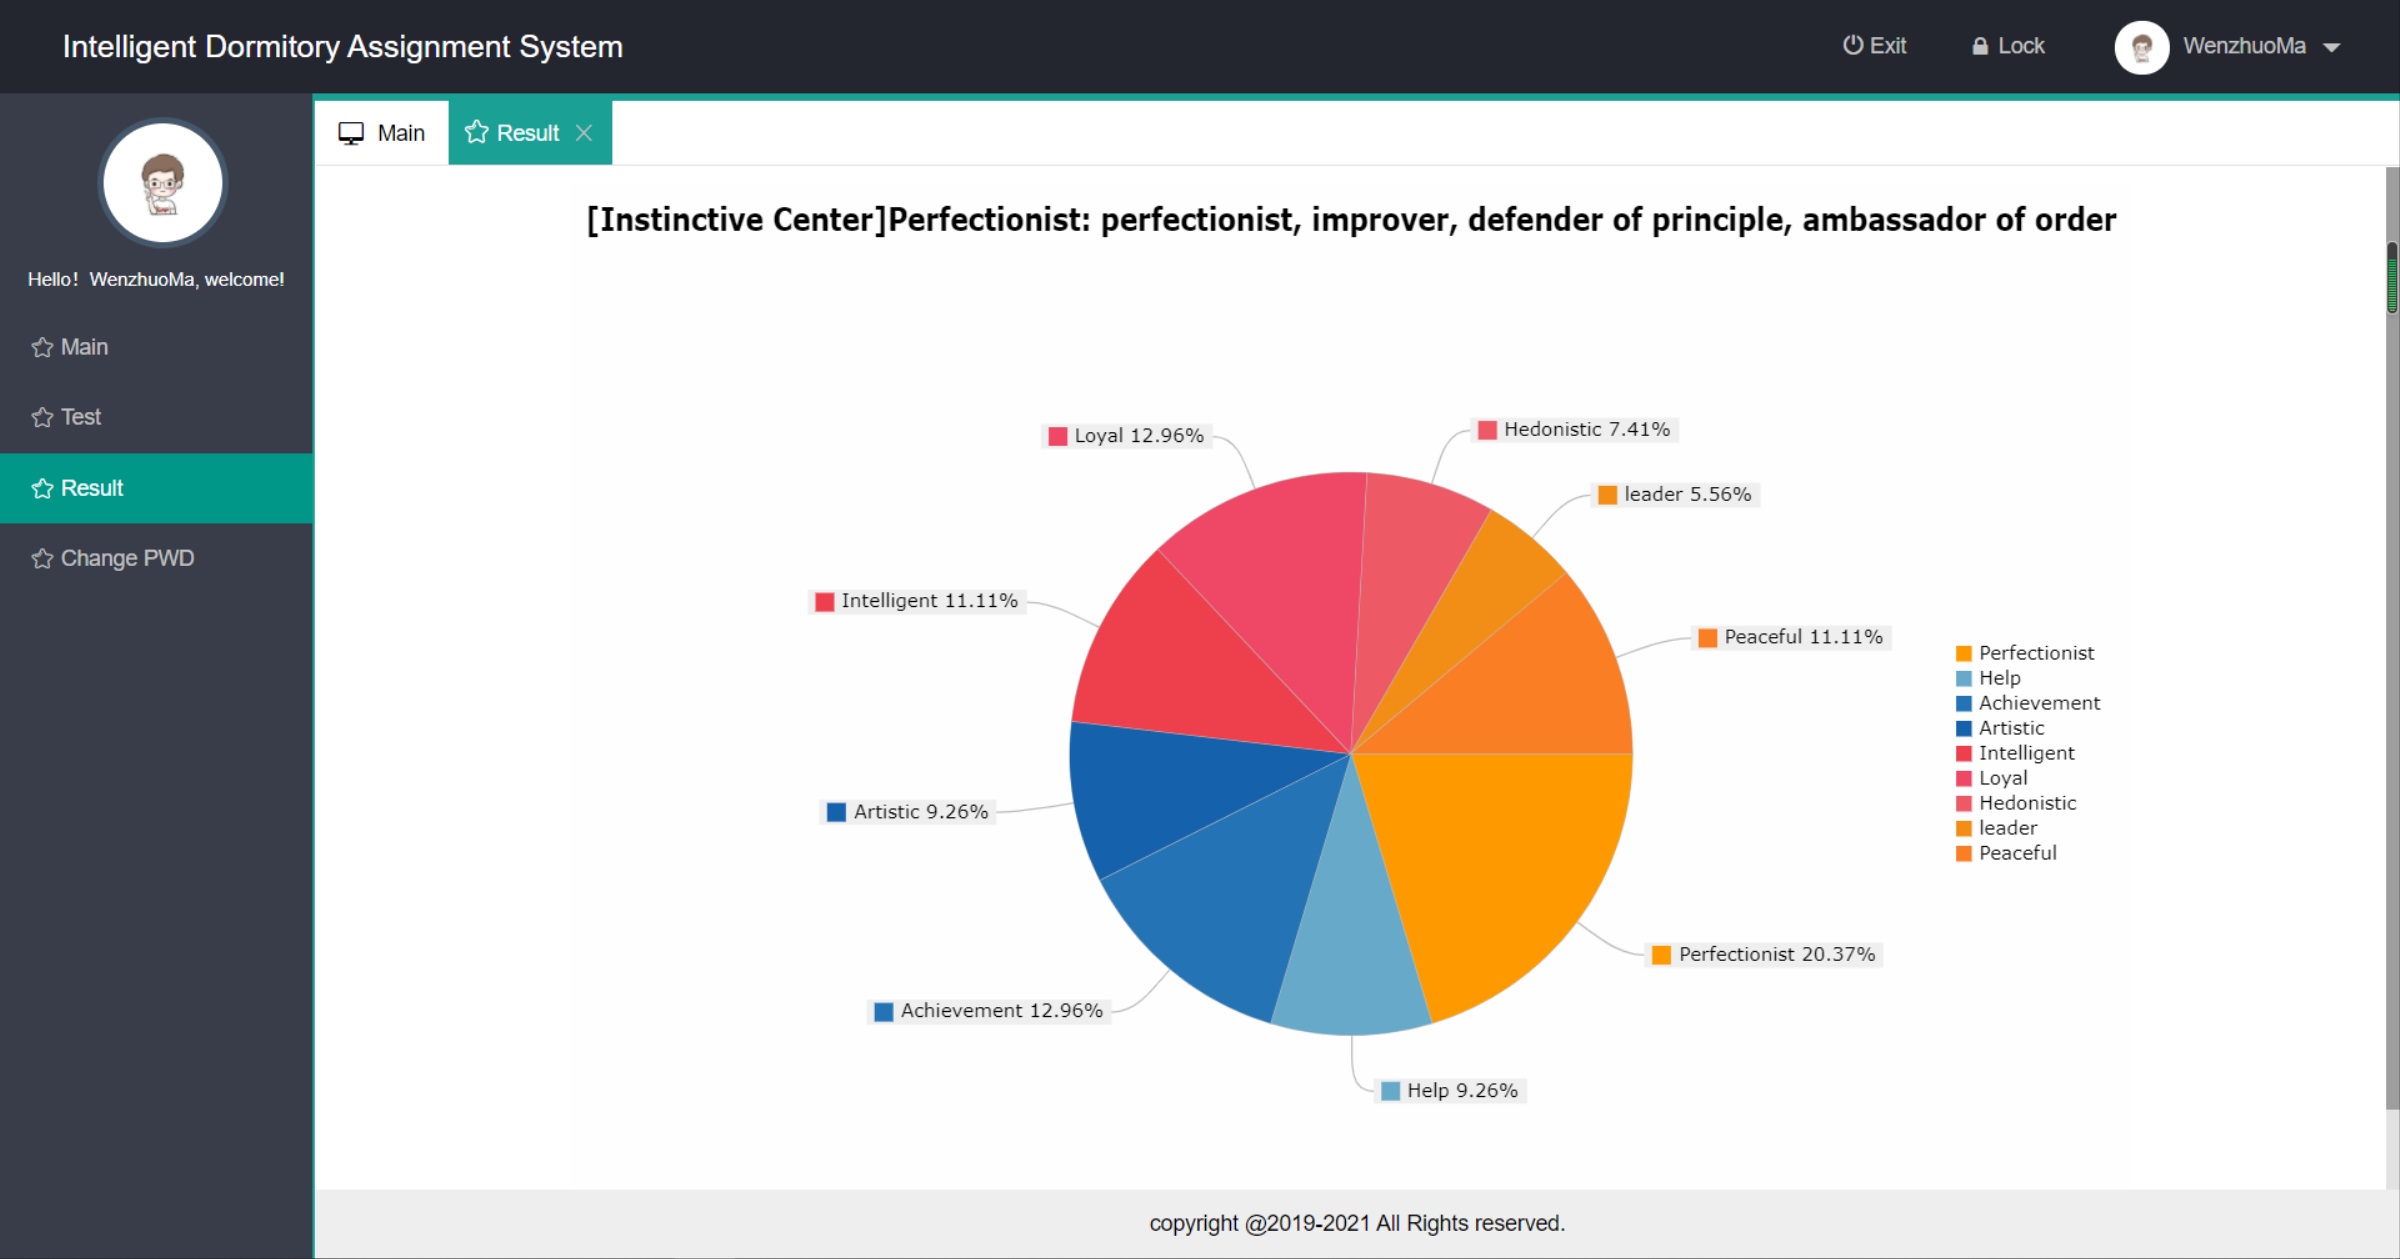 Intelligent Dormitory Assignment System
Exit
Lock
WenzhuoMa
Hello! WenzhuoMa, welcome!
Main
Test
Result
Change PWD
Main
Result
[Instinctive Center]Perfectionist: perfectionist, improver, defender of principle, ambassador of order
Loyal 12.96%
Hedonistic 7.41%
leader 5.56%
Intelligent 11.11%
Peaceful 11.11%
Artistic 9.26%
Perfectionist 20.37%
Achievement 12.96%
Help 9.26%
Perfectionist
Help
Achievement
Artistic
Intelligent
Loyal
Hedonistic
leader
Peaceful
copyright @2019-2021 All Rights reserved.